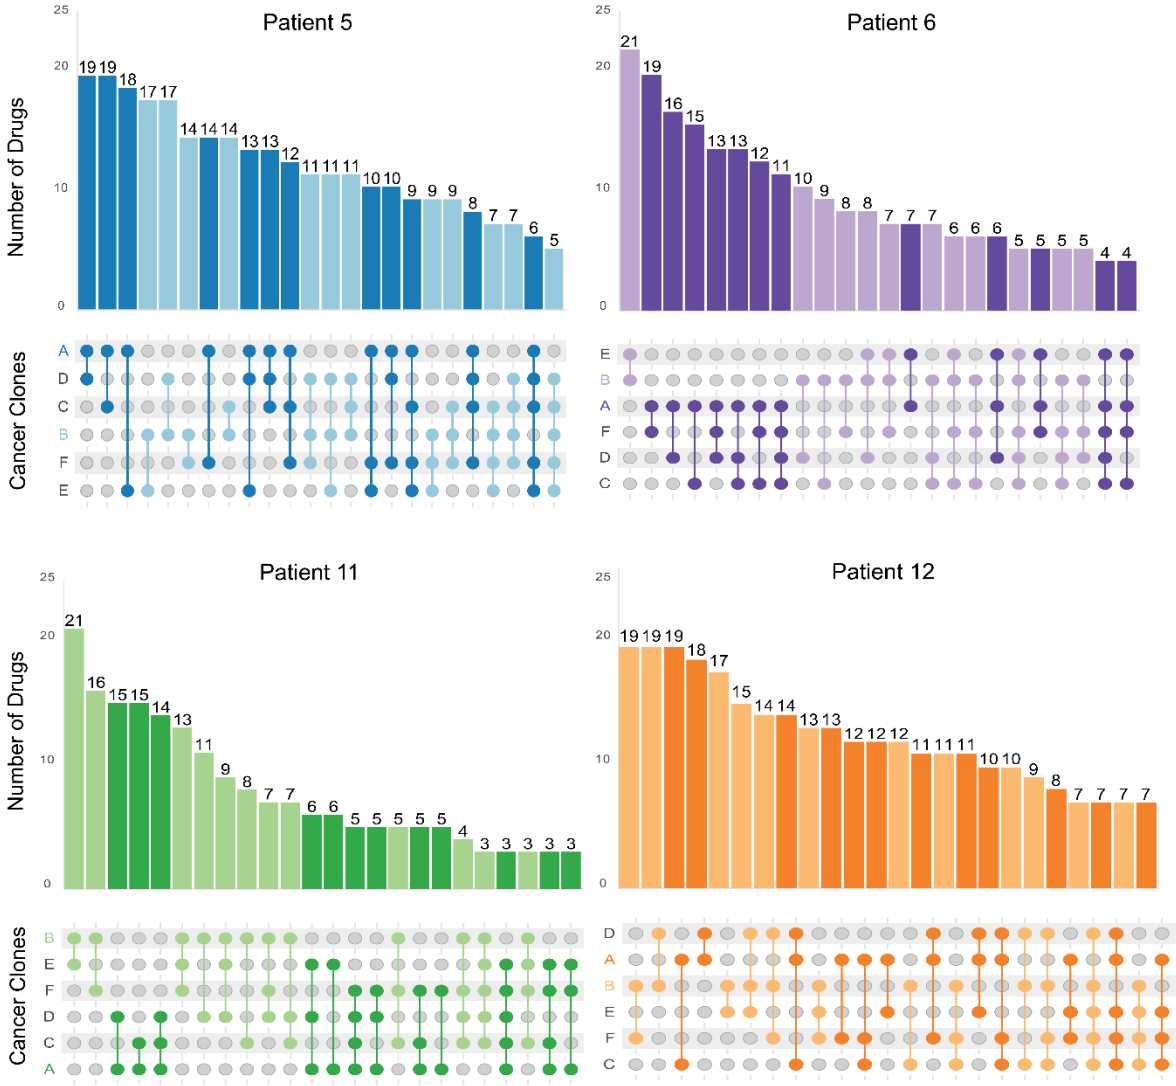 Patient 5
25
20
10
0
Number of Drugs
19 19 18 17 17 14 14 14 13 13 12 11 11 11 10 10 9 9 9 8 7 7 6 5
Cancer Clones
A
D
C
B
F
E
Patient 6
25
20
10
0
21 19 16 15 13 13 12 11 10 9 8 8 7 7 7 6 6 6 5 5 5 5 4 4
E
B
A
F
D
C
Patient 11
25
20
10
0
Number of Drugs
21 16 15 15 14 13 11 9 8 7 7 6 6 5 5 5 5 5 4 3 3 3 3 3
Cancer Clones
B
E
F
D
C
A
Patient 12
25
20
10
0
19 19 19 18 17 15 14 14 13 13 12 12 12 11 11 11 10 10 9 8 7 7 7 7
D
A
B
E
F
C